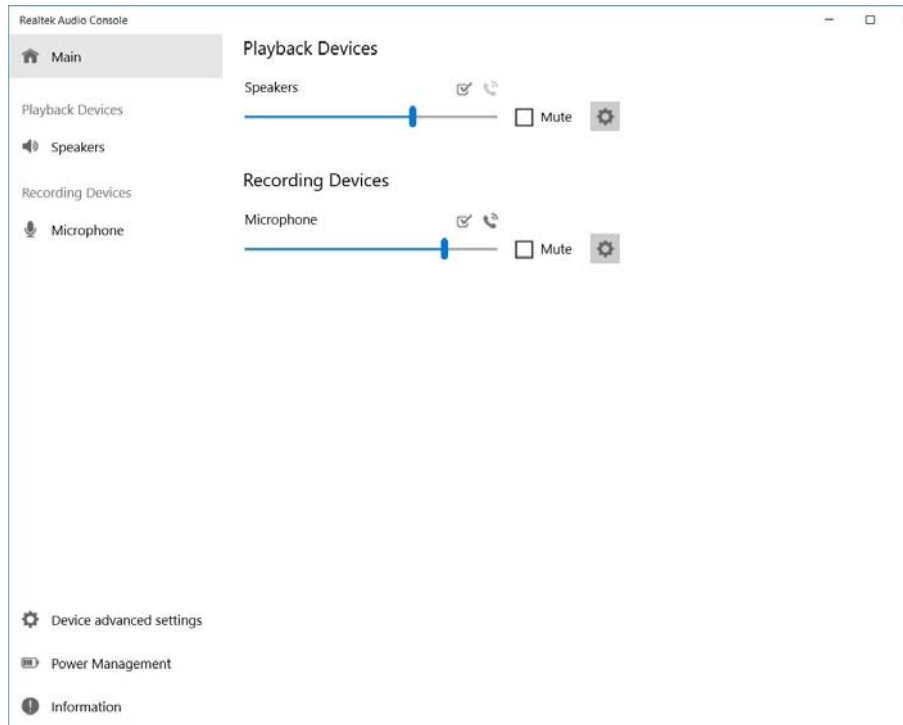 Realtek Audio Console
Main
Playback Devices
Speakers
Recording Devices
Microphone
Device advanced settings
Power Management
Information
Playback Devices
Speakers
Mute
Recording Devices
Microphone
Mute